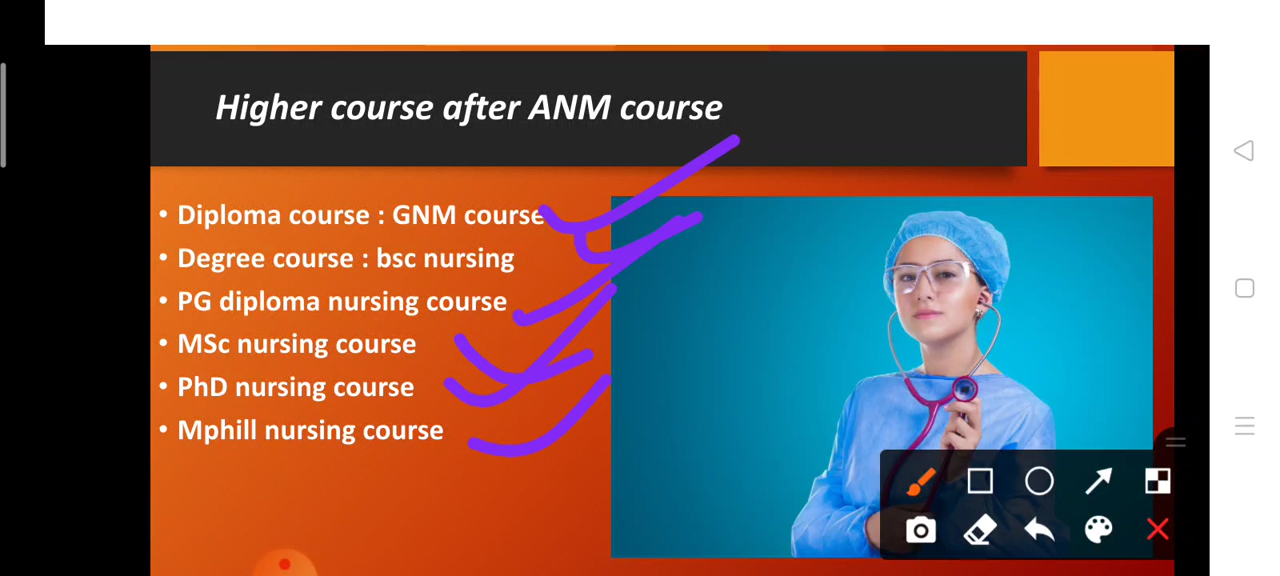 Higher course after ANM course
• Diploma course : GNM course
• Degree course : bsc nursing
• PG diploma nursing course
• MSc nursing course
• PhD nursing course
• Mphill nursing course